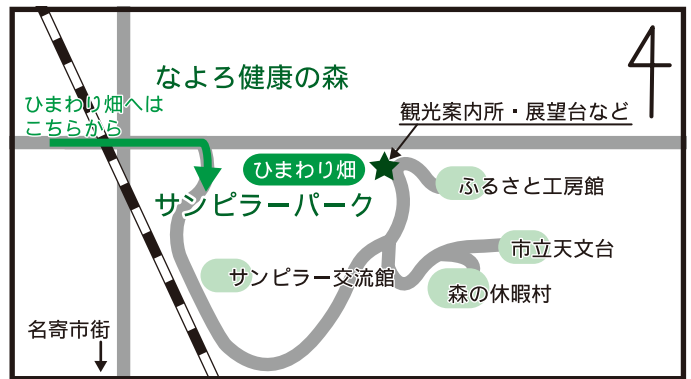 なよろ健康の森
ひまわり畑へは
こちらから
観光案内所・展望台など
ひまわり畑
ふるさと工房館
サンピラーパーク
市立天文台
サンピラー交流館
森の休暇村
名寄市街